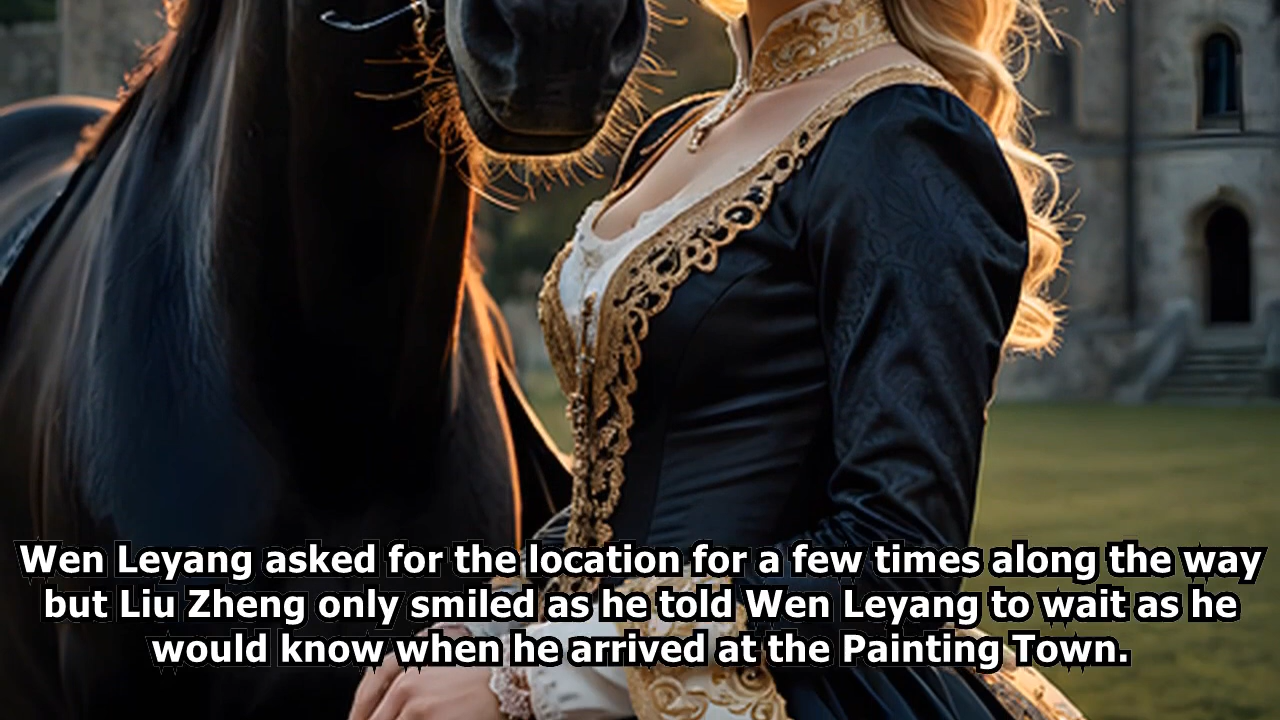 Wen Leyang asked for the location for a few times along the way
but Liu Zheng only smiled as he told Wen Leyang to wait as he
would know when he arrived at the Painting Town.